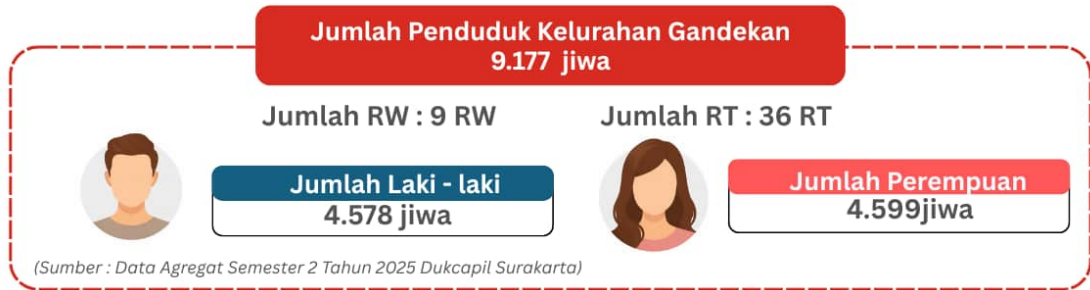 Jumlah Penduduk Kelurahan Gandekan
9.177 jiwa
Jumlah RW : 9 RW
Jumlah RT : 36 RT
Jumlah Laki - laki
4.578 jiwa
Jumlah Perempuan
4.599jiwa
(Sumber : Data Agregat Semester 2 Tahun 2025 Dukcapil Surakarta)